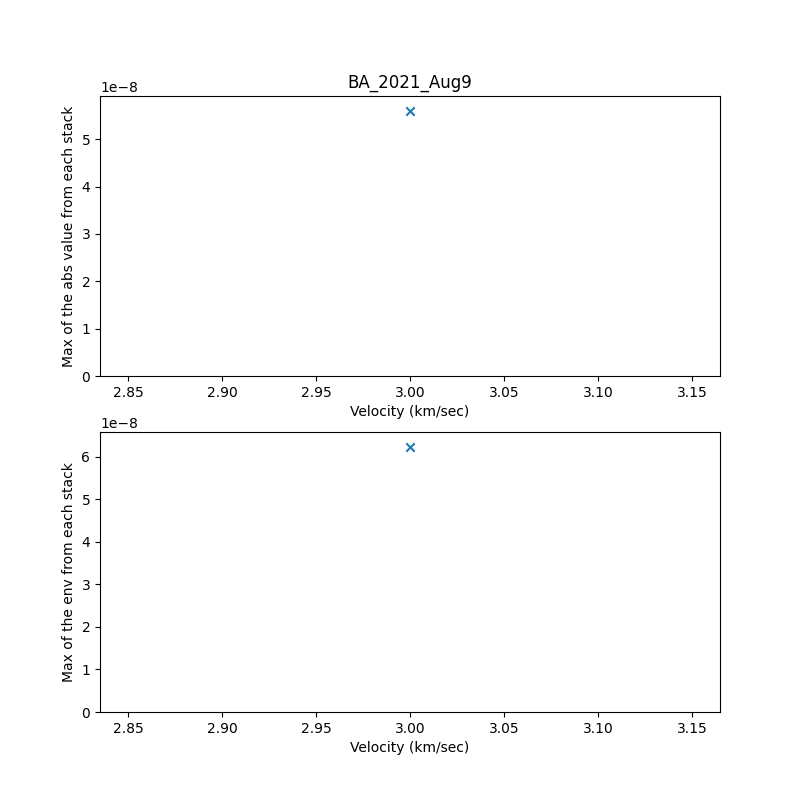 BA_2021_Aug9
1e−8
Max of the abs value from each stack
5
4
3
2
1
0
2.85 2.90 2.95 3.00 3.05 3.10 3.15
Velocity (km/sec)
1e−8
Max of the env from each stack
6
5
4
3
2
1
0
2.85 2.90 2.95 3.00 3.05 3.10 3.15
Velocity (km/sec)